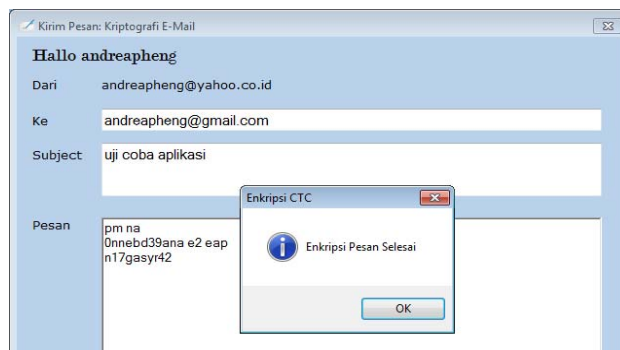 Kirim Pesan: Kriptografi E-Mail
Hallo andreapheng
Dari andreapheng@yahoo.co.id
Ke andreapheng@gmail.com
Subject uji coba aplikasi
Enkripsi CTC
Enkripsi Pesan Selesai
OK
Pesan pm na
0nnebd39ana e2 eap
n17gasyr42